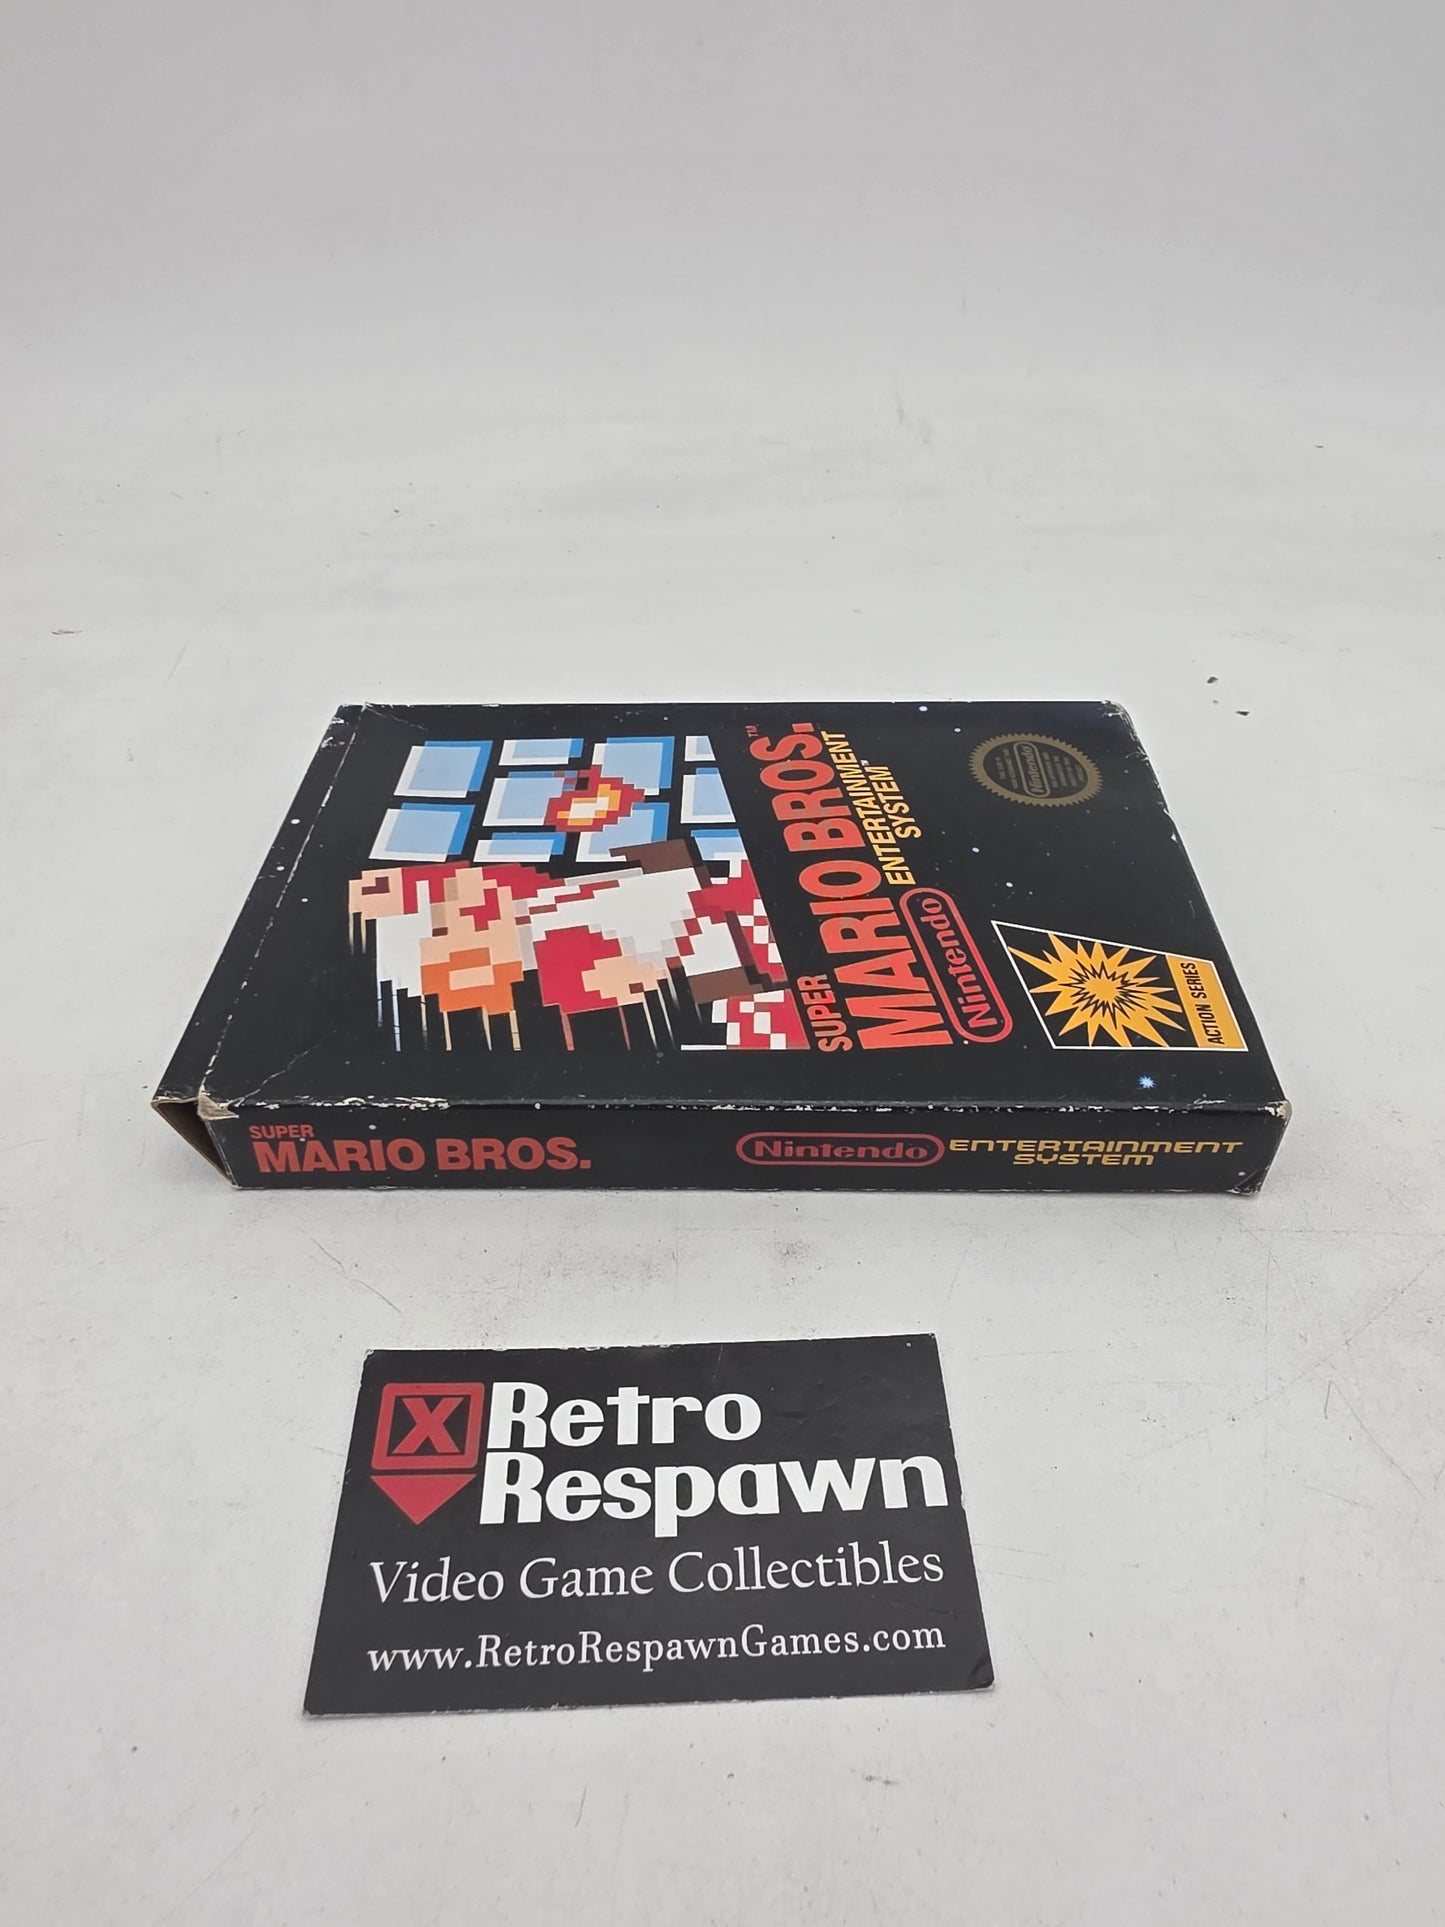 SUPER
MARIO BROS.™
ENTERTAINMENT
SYSTEM™
Nintendo
Nintendo
ACTION SERIES
SUPER
MARIO BROS.
Nintendo
ENTERTAINMENT
SYSTEM
X
Retro
Respawn
Video Game Collectibles
www.RetroRespawnGames.com